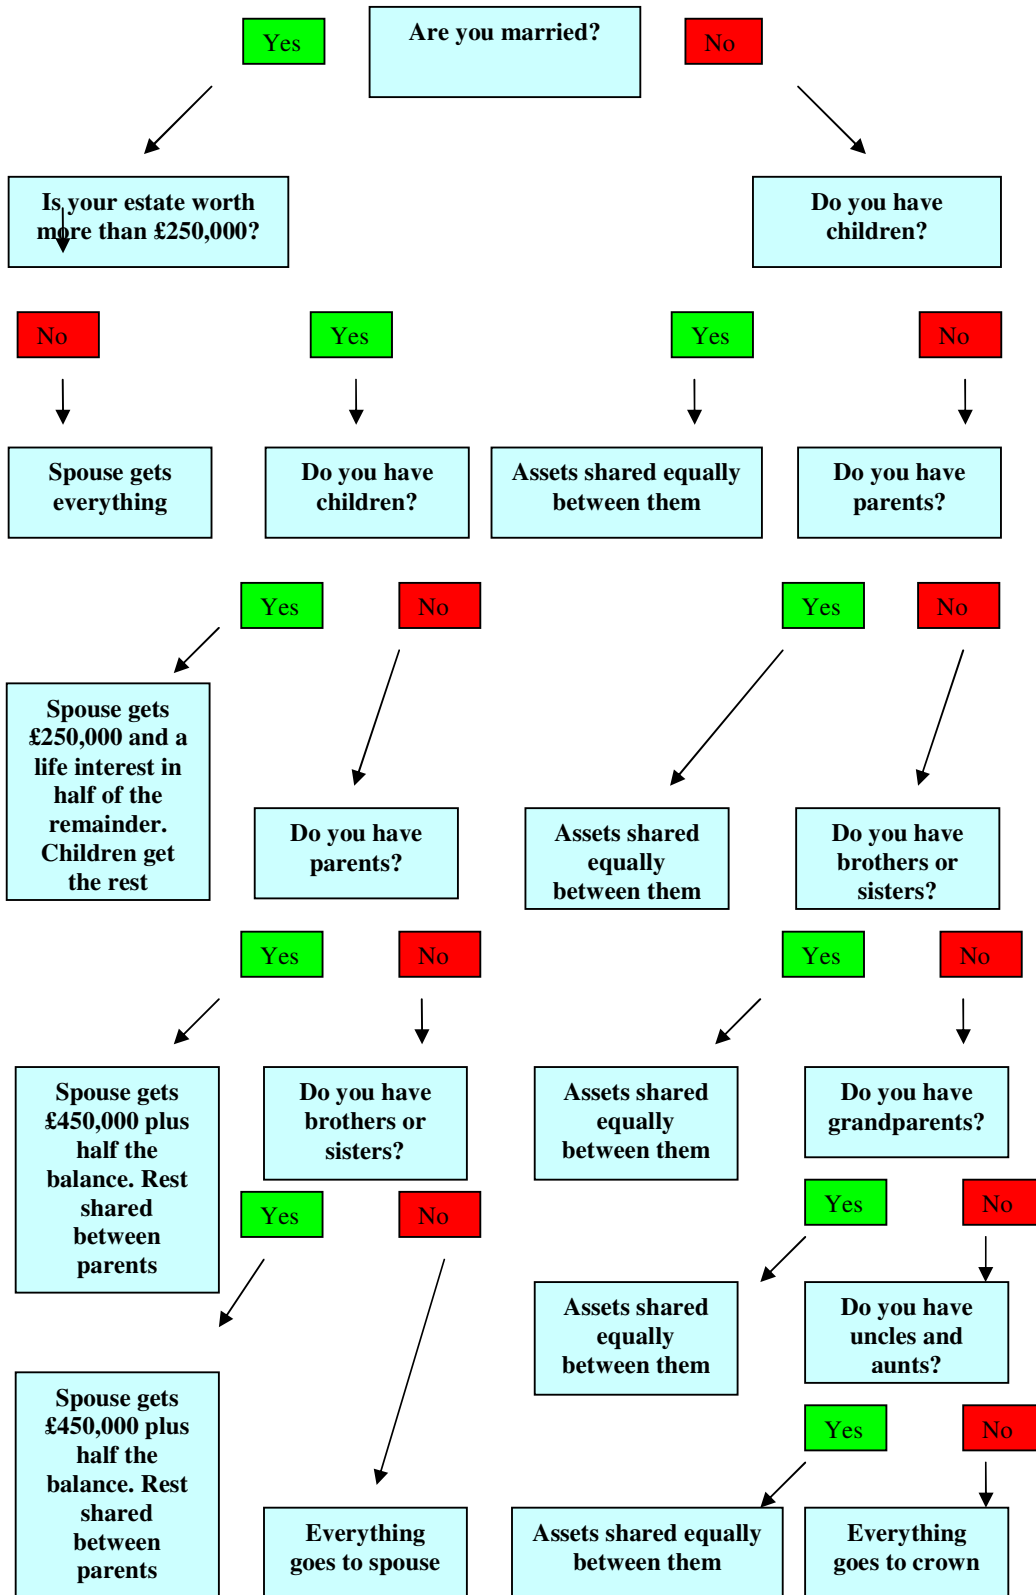 Yes
Are you married?
No
Is your estate worth
more than £250,000?
Do you have
children?
No
Yes
Yes
No
Spouse gets
everything
Do you have
children?
Assets shared equally
between them
Do you have
parents?
Yes
No
Yes
No
Spouse gets
£250,000 and a
life interest in
half of the
remainder.
Children get
the rest
Do you have
parents?
Assets shared
equally
between them
Do you have
brothers or
sisters?
Yes
No
Yes
No
Spouse gets
£450,000 plus
half the
balance. Rest
shared
between
parents
Do you have
brothers or
sisters?
Assets shared
equally
between them
Do you have
grandparents?
Yes
No
Yes
No
Assets shared
equally
between them
Do you have
uncles and
aunts?
Spouse gets
£450,000 plus
half the
balance. Rest
shared
between
parents
Yes
No
Everything
goes to spouse
Assets shared equally
between them
Everything
goes to crown